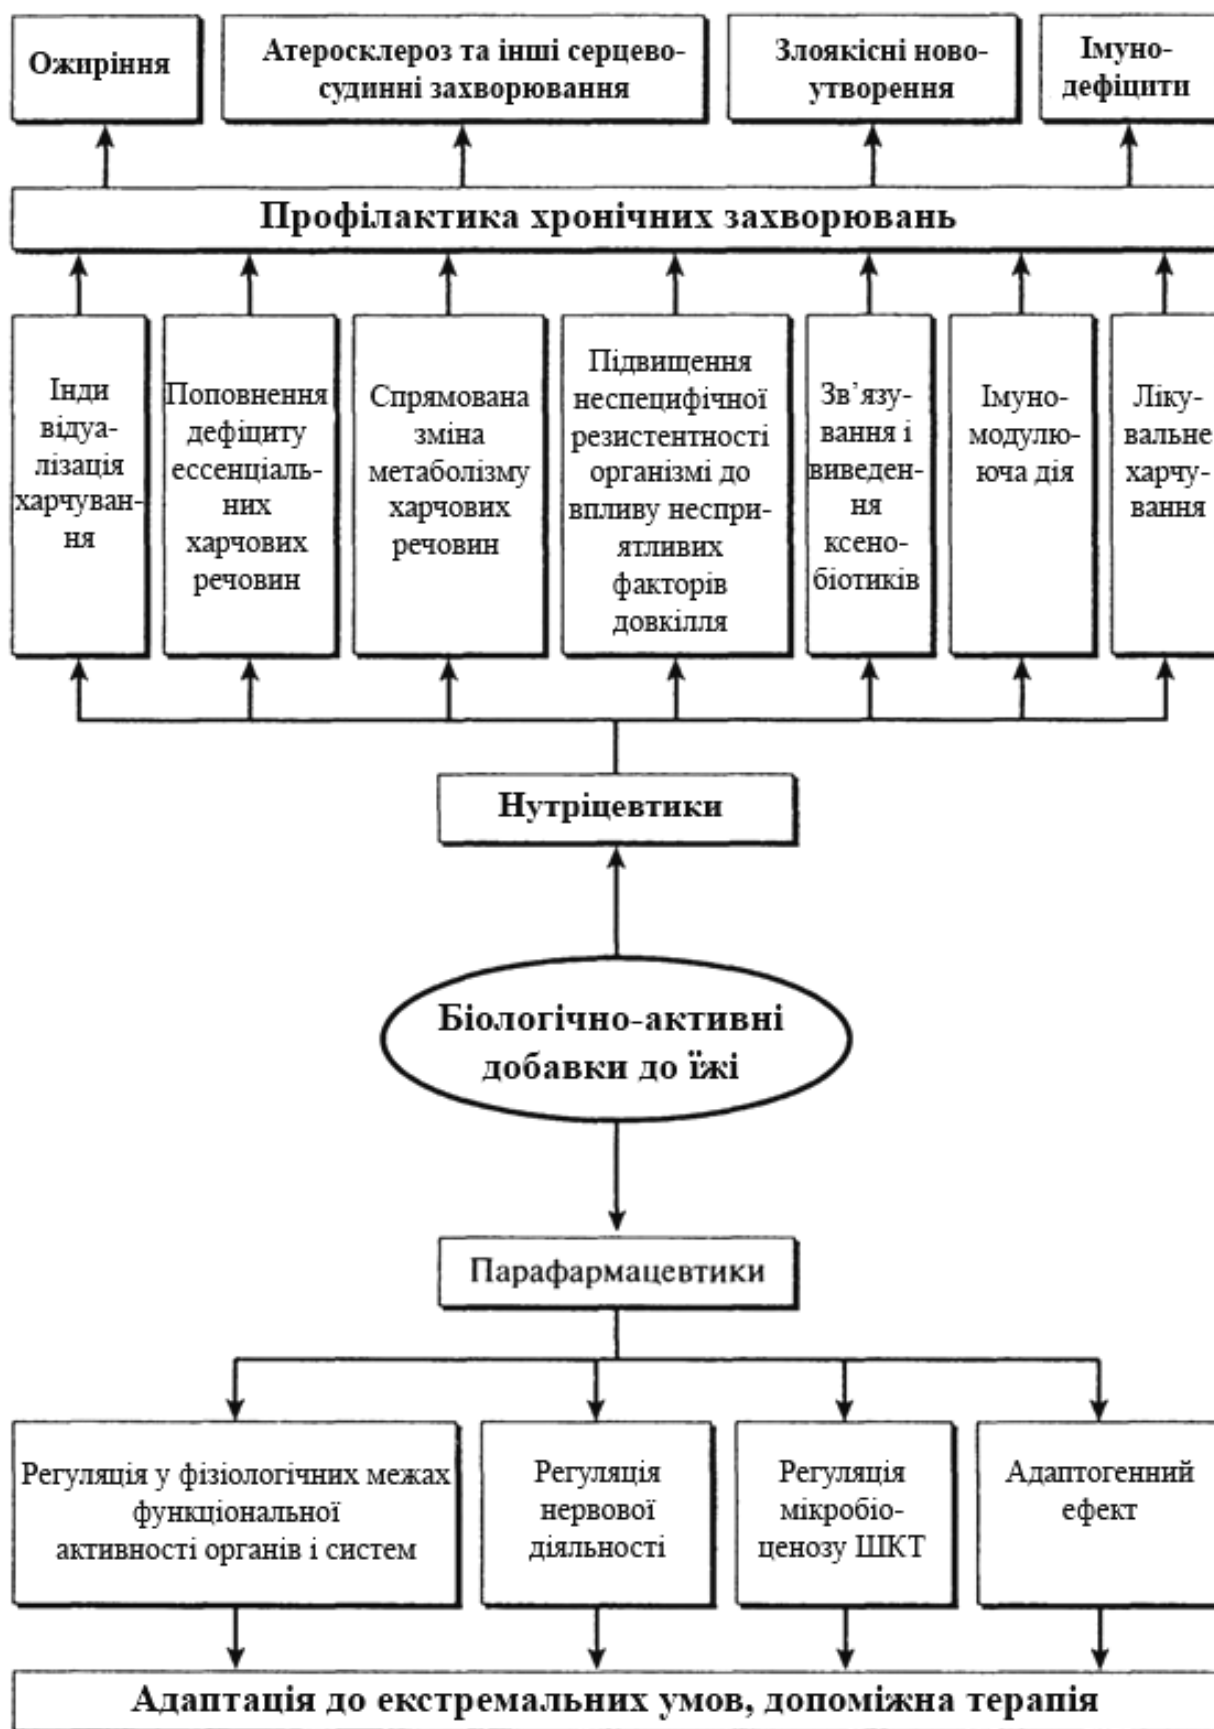 Ожиріння
Атеросклероз та інші серцево-
судинні захворювання
Злоякісні ново-
утворення
Імуно-
дефіцити
Профілактика хронічних захворювань
Інди
відуа-
лізація
харчуван-
ня
Поповнення
дефіциту
ессенціаль-
них
харчових
речовин
Спрямована
зміна
метаболізму
харчових
речовин
Підвищення
неспецифічної
резистентності
організмі до
впливу неспри-
ятливих
факторів
довкілля
Зв’язу-
вання і
виведен-
ня
ксено-
біотиків
Імуно-
модулю-
юча дія
Ліку-
вальне
харчу-
вання
Нутріцевтики
Біологічно-активні
добавки до їжі
Парафармацевтики
Регуляція у фізіологічних межах
функціональної
активності органів і систем
Регуляція
нервової
діяльності
Регуляція
мікробіо-
ценозу ШКТ
Адаптогенний
ефект
Адаптація до екстремальних умов, допоміжна терапія